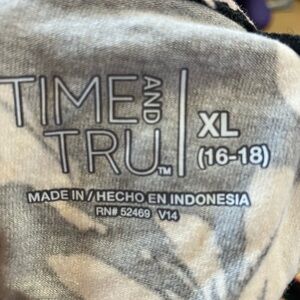 TIME AND
TRU™
XL
(16-18)
MADE IN / HECHO EN INDONESIA
RN# 52469 V14